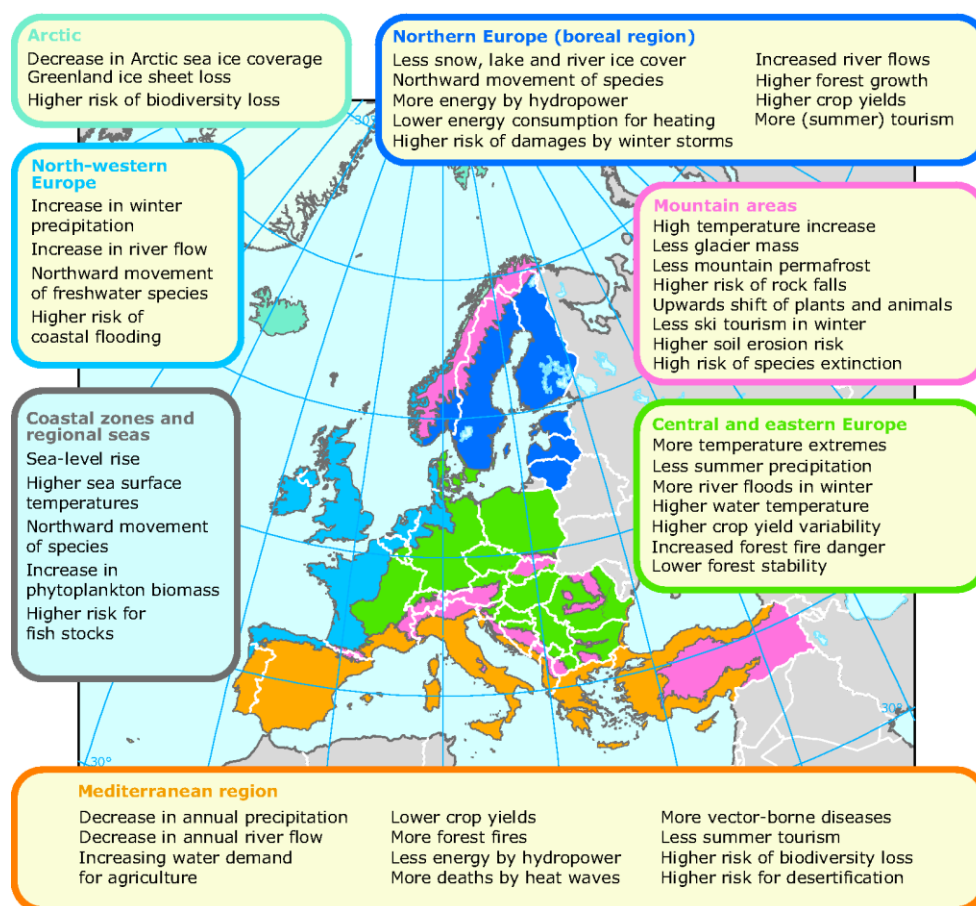 Arctic
Decrease in Arctic sea ice coverage
Greenland ice sheet loss
Higher risk of biodiversity loss
Northern Europe (boreal region)
Less snow, lake and river ice cover
Northward movement of species
More energy by hydropower
Lower energy consumption for heating
Higher risk of damages by winter storms
Increased river flows
Higher forest growth
Higher crop yields
More (summer) tourism
North-western
Europe
Increase in winter
precipitation
Increase in river flow
Northward movement
of freshwater species
Higher risk of
coastal flooding
Mountain areas
High temperature increase
Less glacier mass
Less mountain permafrost
Higher risk of rock falls
Upwards shift of plants and animals
Less ski tourism in winter
Higher soil erosion risk
High risk of species extinction
Coastal zones and
regional seas
Sea-level rise
Higher sea surface
temperatures
Northward movement
of species
Increase in
phytoplankton biomass
Higher risk for
fish stocks
Central and eastern Europe
More temperature extremes
Less summer precipitation
More river floods in winter
Higher water temperature
Higher crop yield variability
Increased forest fire danger
Lower forest stability
-30°
30°
30°
Mediterranean region
Decrease in annual precipitation
Decrease in annual river flow
Increasing water demand
for agriculture
Lower crop yields
More forest fires
Less energy by hydropower
More deaths by heat waves
More vector-borne diseases
Less summer tourism
Higher risk of biodiversity loss
Higher risk for desertification